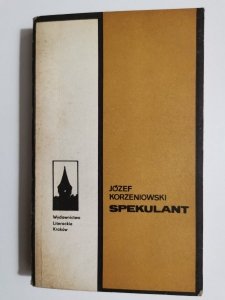 JÓZEF
KORZENIOWSKI
SPEKULANT
Wydawnictwo
Literackie
Kraków